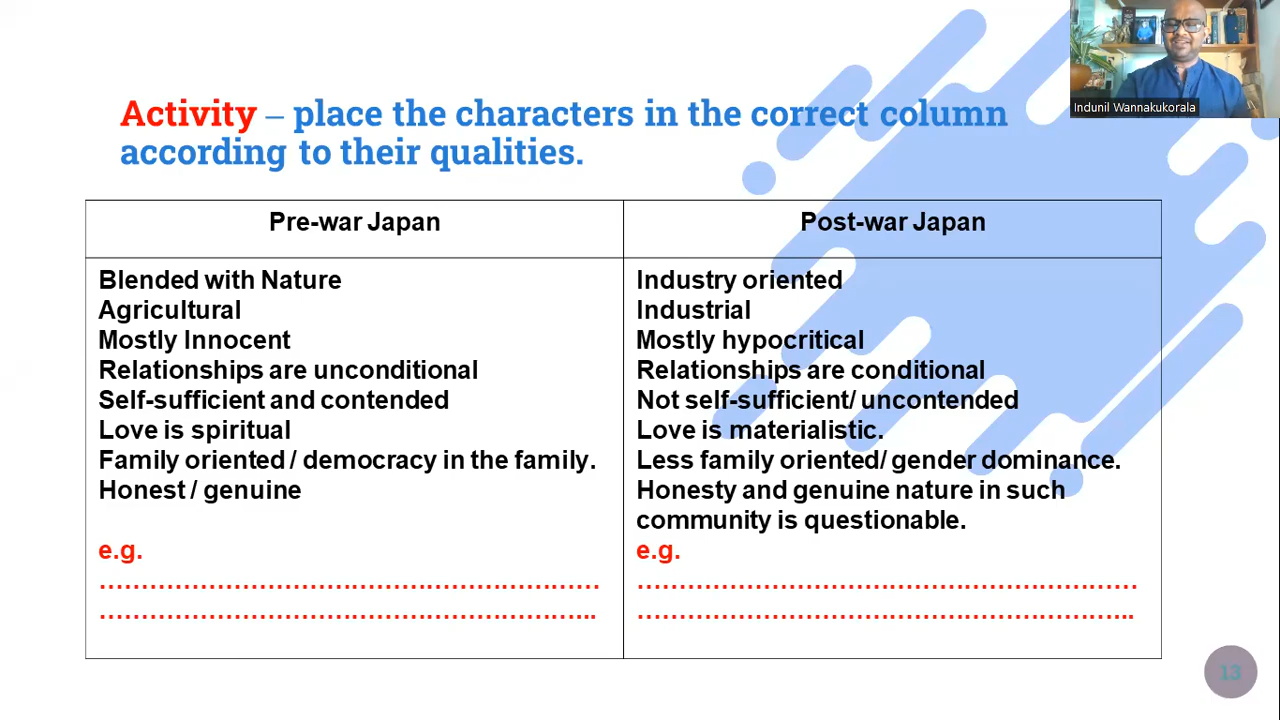 Indunil Wannakukorala
Activity – place the characters in the correct column
according to their qualities.
Pre-war Japan
Post-war Japan
Blended with Nature
Agricultural
Mostly Innocent
Relationships are unconditional
Self-sufficient and contended
Love is spiritual
Family oriented / democracy in the family.
Honest / genuine
e.g.
……………………………………………………
…………………………………………………..
Industry oriented
Industrial
Mostly hypocritical
Relationships are conditional
Not self-sufficient/ uncontended
Love is materialistic.
Less family oriented/ gender dominance.
Honesty and genuine nature in such
community is questionable.
e.g.
……………………………………………………
…………………………………………………..
13